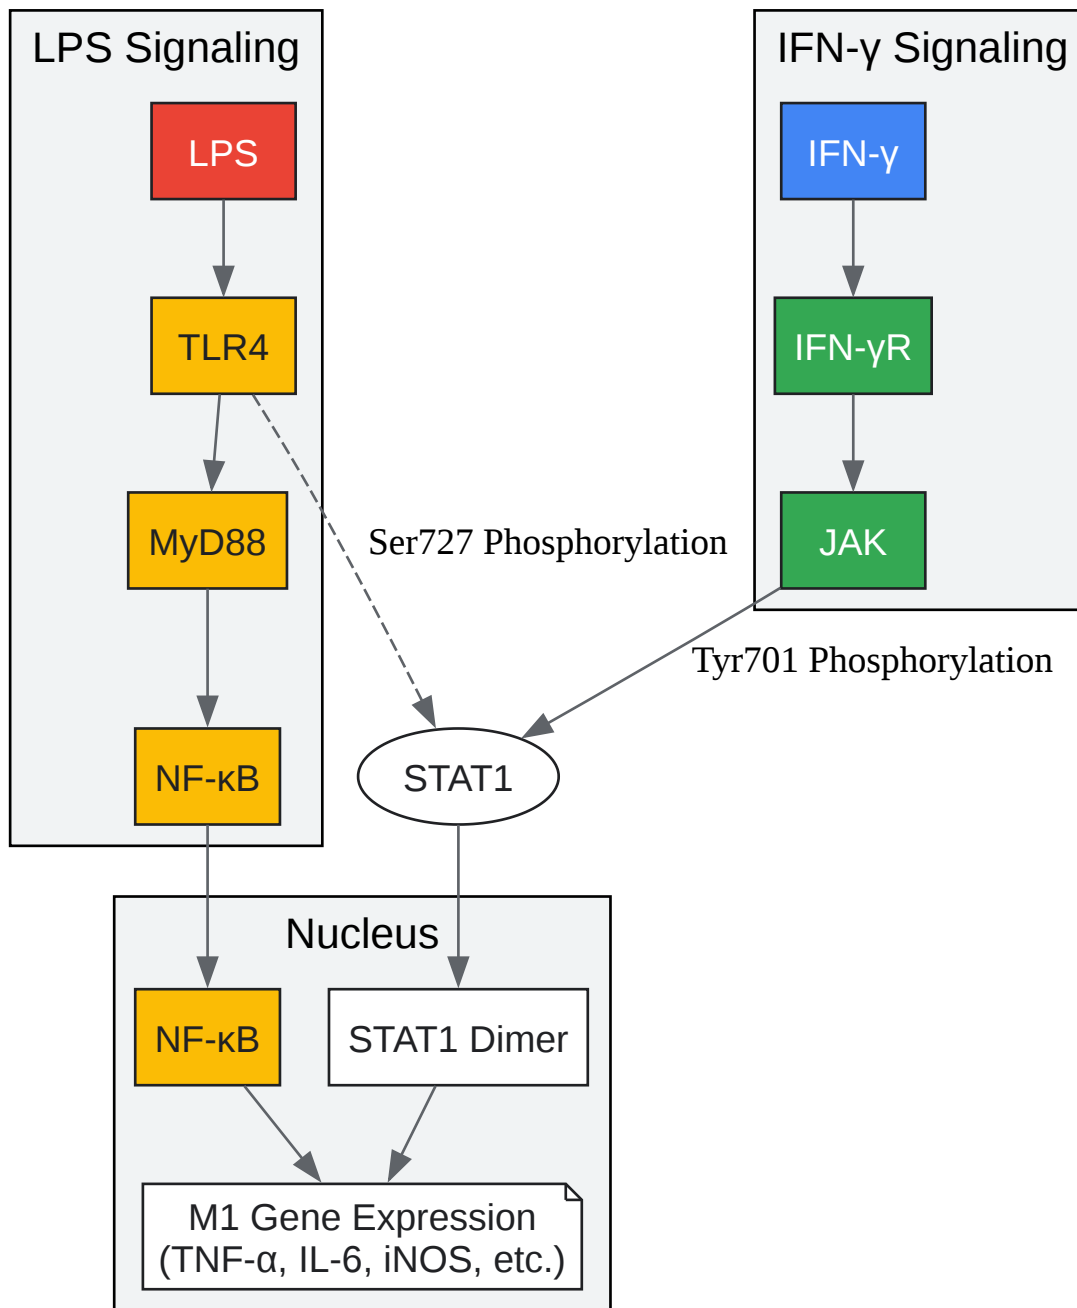 LPS Signaling
IFN-γ Signaling
LPS
IFN-γ
TLR4
IFN-γR
MyD88
Ser727 Phosphorylation
JAK
Tyr701 Phosphorylation
NF-κB
STAT1
Nucleus
NF-κB
STAT1 Dimer
M1 Gene Expression
(TNF-α, IL-6, iNOS, etc.)